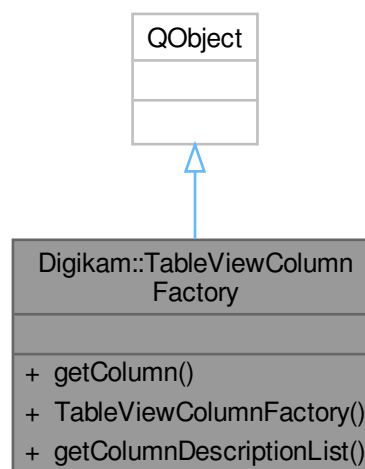 QObject
Digikam::TableViewColumn
Factory
+ getColumn()
+ TableViewColumnFactory()
+ getColumnDescriptionList()